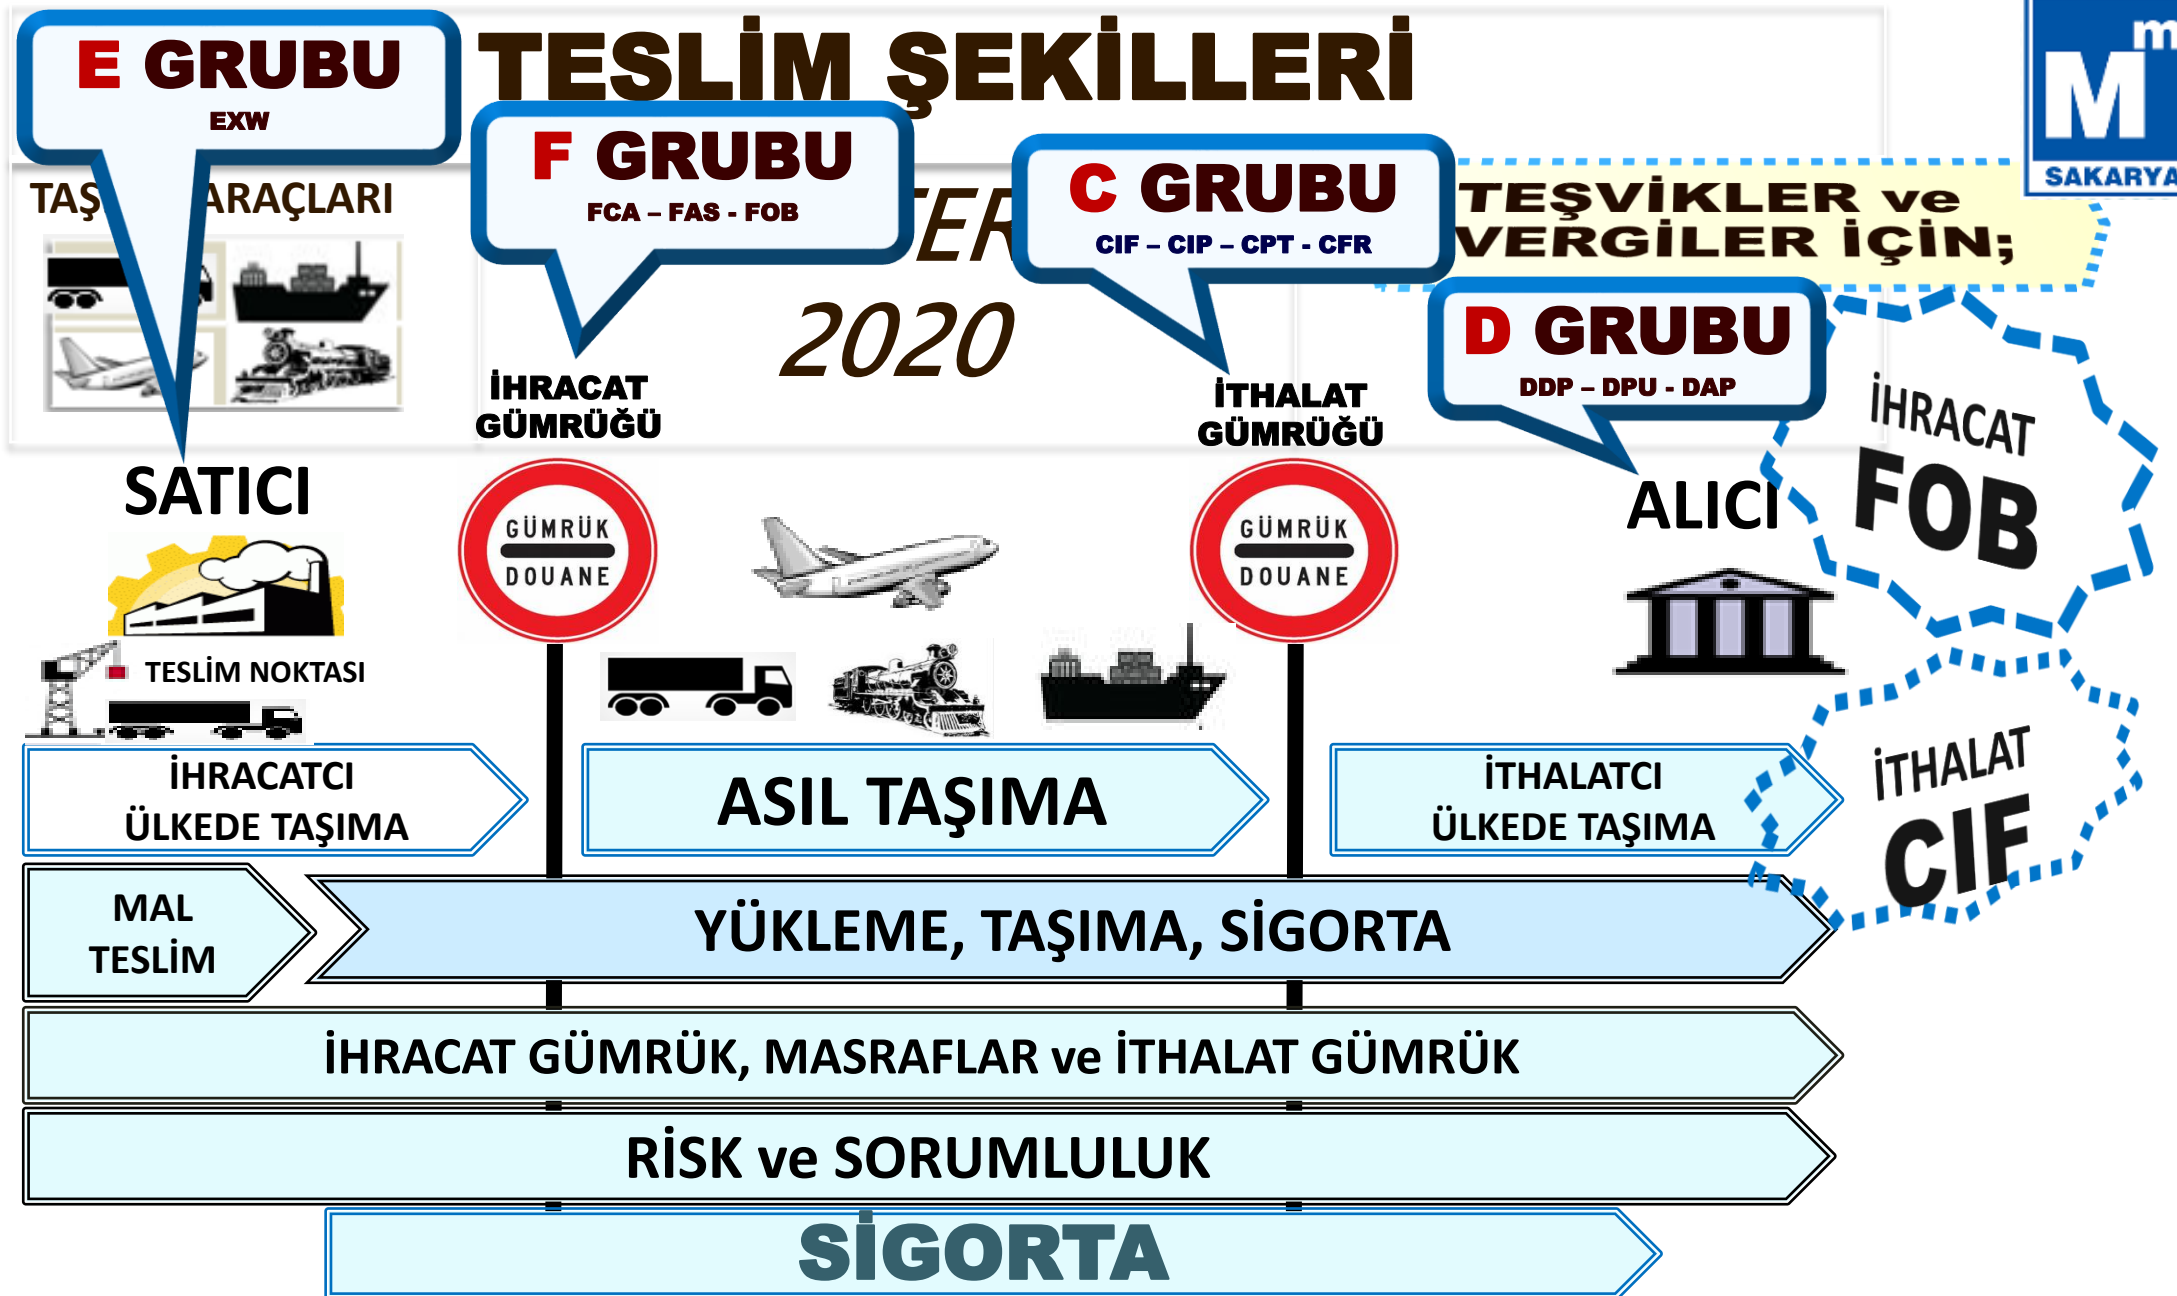 E GRUBU
EXW
TESLİM ŞEKİLLERİ
F GRUBU
FCA – FAS - FOB
C GRUBU
CIF – CIP – CPT - CFR
D GRUBU
DDP – DPU - DAP
SAKARYA
ARAÇLARI
2020
TEŞVİKLER ve
VERGİLER İÇİN;
İHRACAT
GÜMRÜĞÜ
İTHALAT
GÜMRÜĞÜ
İHRACAT
FOB
SATICI
GÜMRÜK
DOUANE
GÜMRÜK
DOUANE
ALICI
TESLİM NOKTASI
İHRACATCI
ÜLKEDE TAŞIMA
ASIL TAŞIMA
İTHALATCI
ÜLKEDE TAŞIMA
İTHALAT
CIF
MAL
TESLİM
YÜKLEME, TAŞIMA, SİGORTA
İHRACAT GÜMRÜK, MASRAFLAR ve İTHALAT GÜMRÜK
RİSK ve SORUMLULUK
SİGORTA